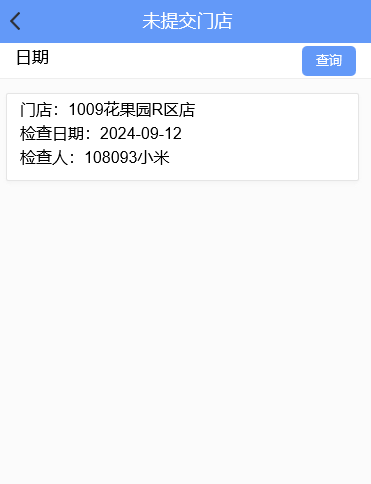 未提交门店
日期
查询
门店：1009花果园R区店
检查日期：2024-09-12
检查人：108093小米